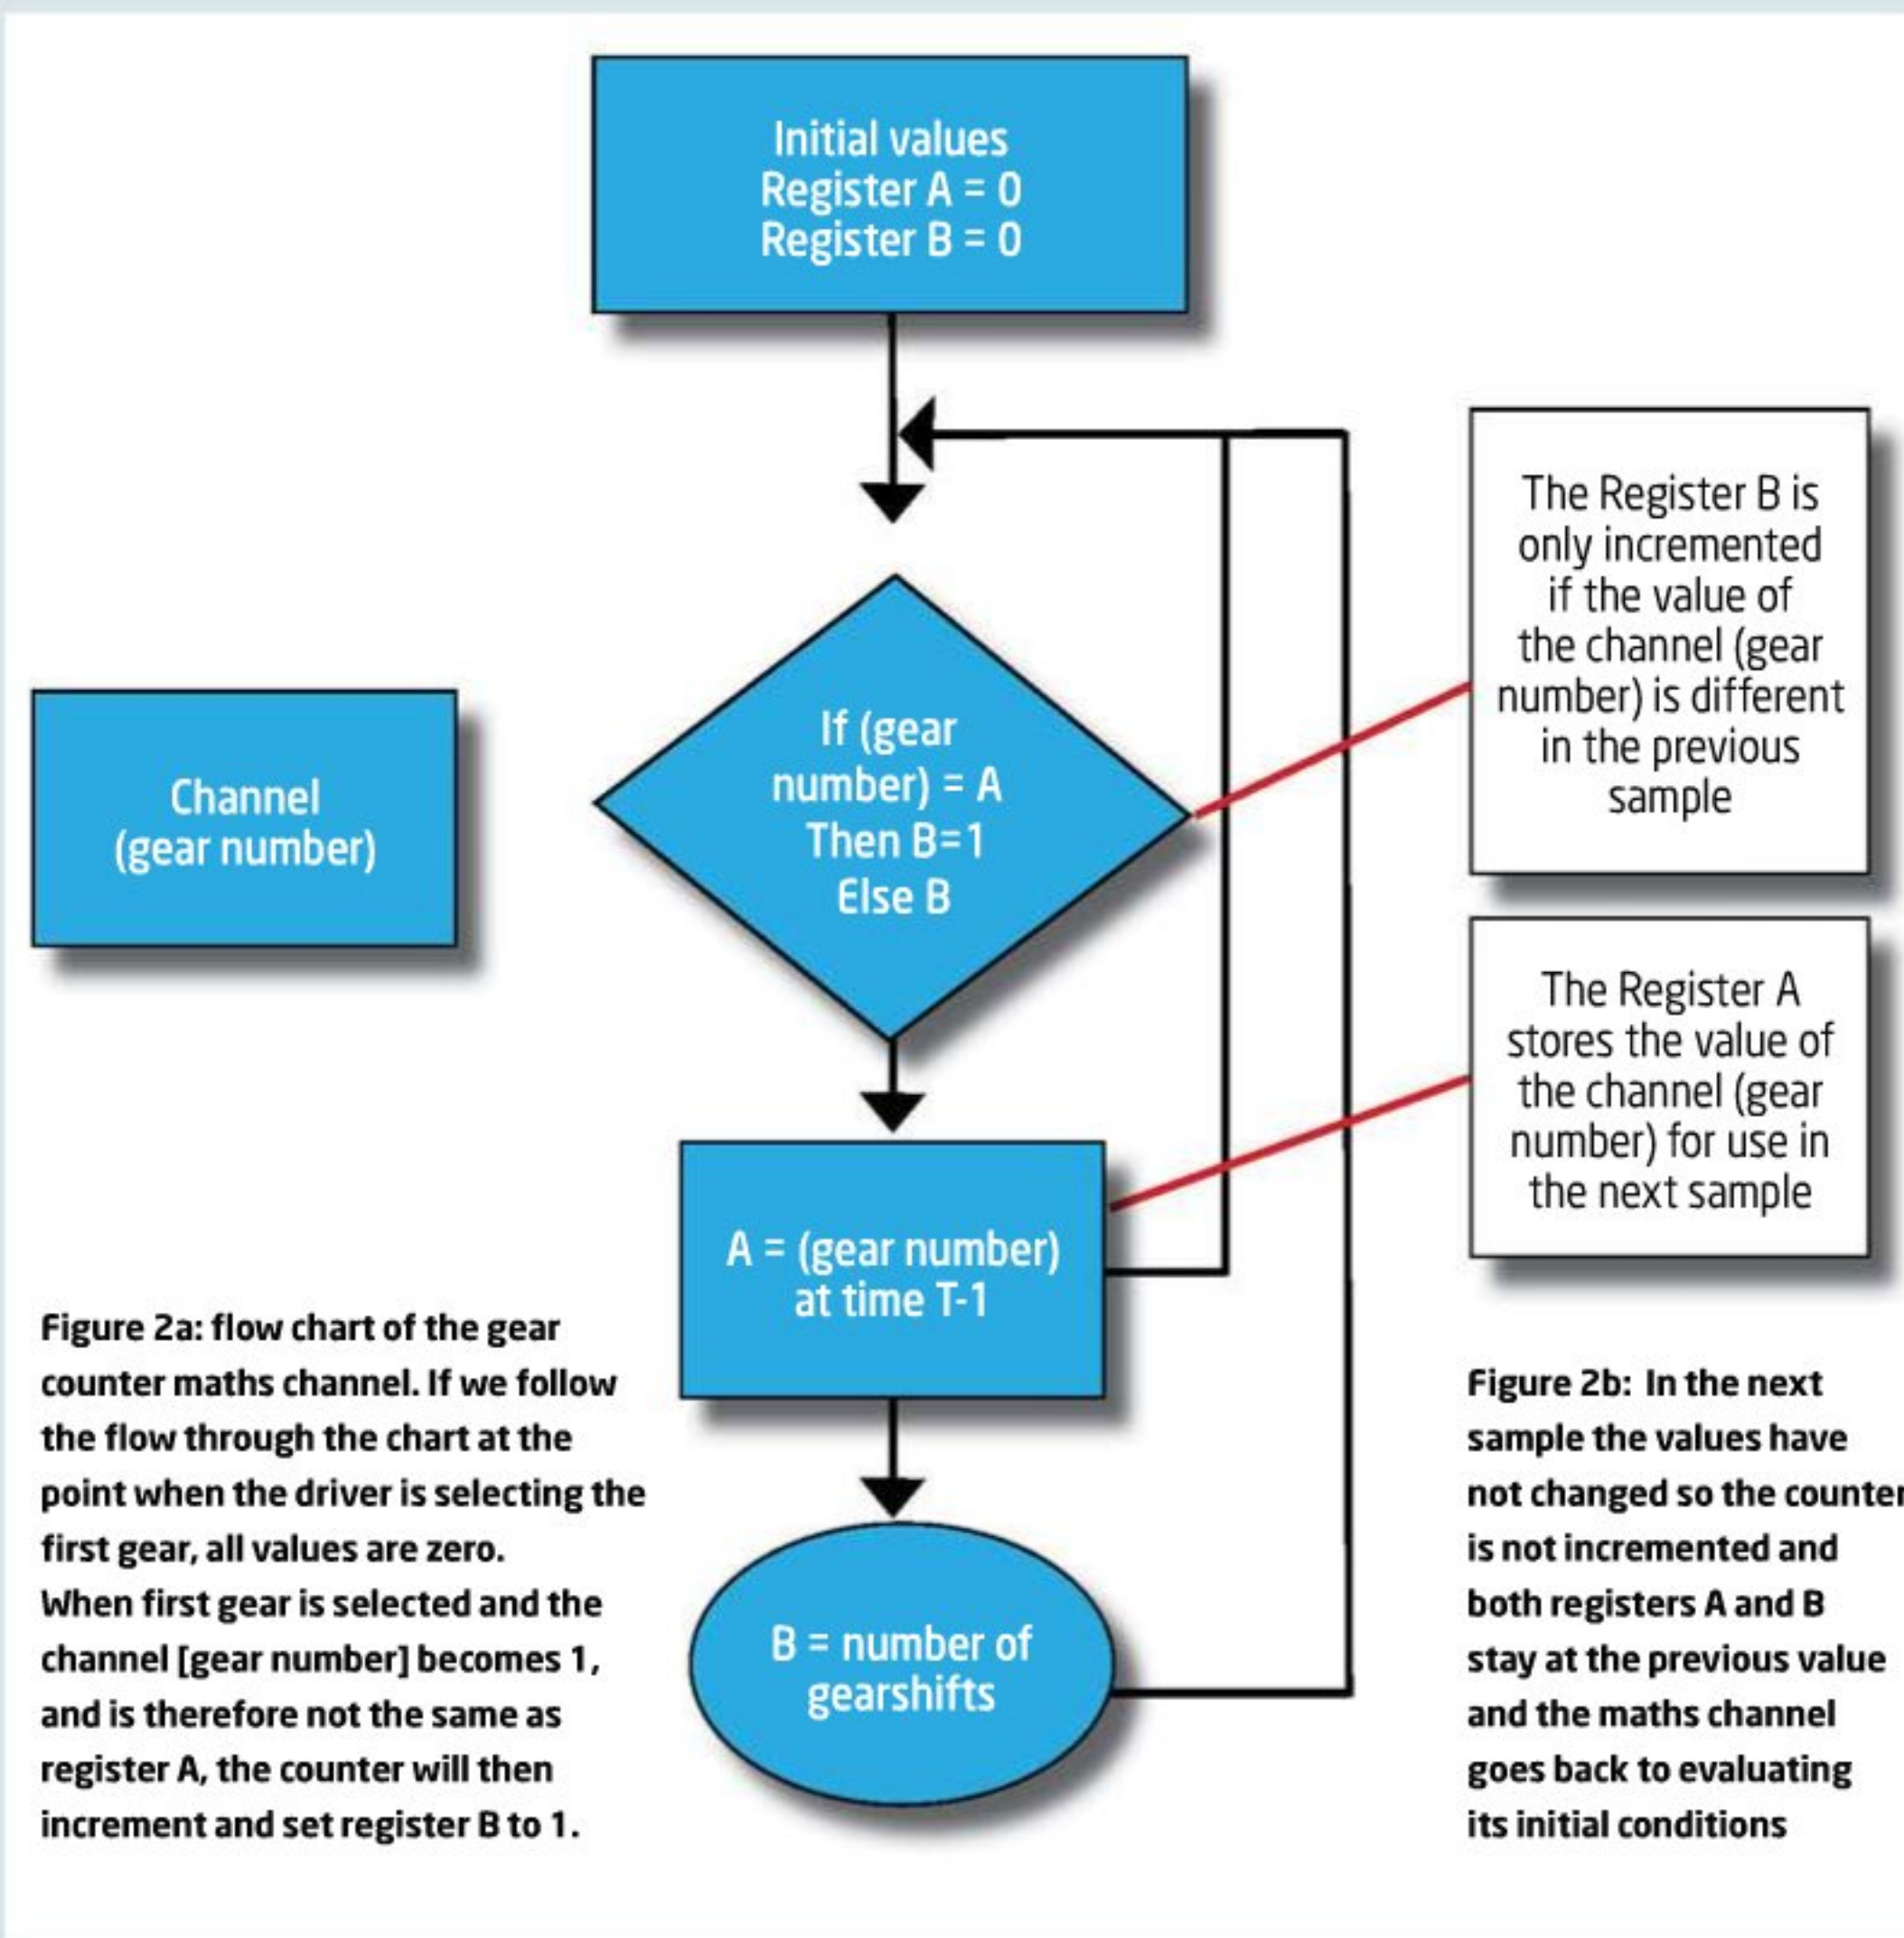 Initial values
Register A = 0
Register B = 0
The Register B is
only incremented
if the value of
the channel (gear
number) is different
in the previous
sample
If (gear
number) = A
Then B=1
Else B
Channel
(gear number)
The Register A
stores the value of
the channel (gear
number) for use in
the next sample
A = (gear number)
at time T-1
B = number of
gearshifts
Figure 2a: flow chart of the gear
counter maths channel. If we follow
the flow through the chart at the
point when the driver is selecting the
first gear, all values are zero.
When first gear is selected and the
channel [gear number] becomes 1,
and is therefore not the same as
register A, the counter will then
increment and set register B to 1.
Figure 2b: In the next
sample the values have
not changed so the counter
is not incremented and
both registers A and B
stay at the previous value
and the maths channel
goes back to evaluating
its initial conditions